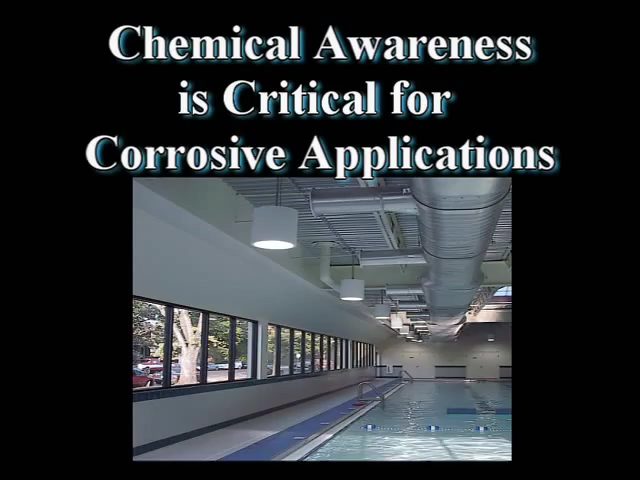 Chemical Awareness
is Critical for
Corrosive Applications